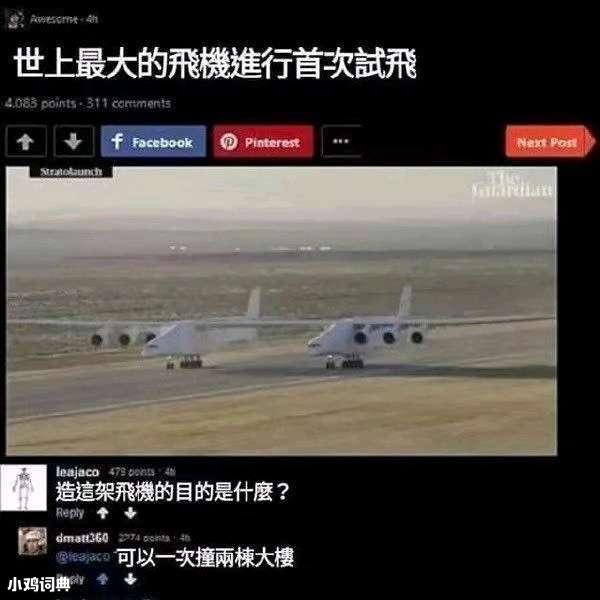 Awesome · 4h
世上最大的飛機進行首次試飛
4.083 points · 311 comments
Facebook
Pinterest
Next Post
Stratolaunch
The
Guardian
leajaco 473 points · 4h
造這架飛機的目的是什麼？
Reply
dmatt360 2774 points · 4h
@leajaco 可以一次撞兩棟大樓
Reply
小鸡词典